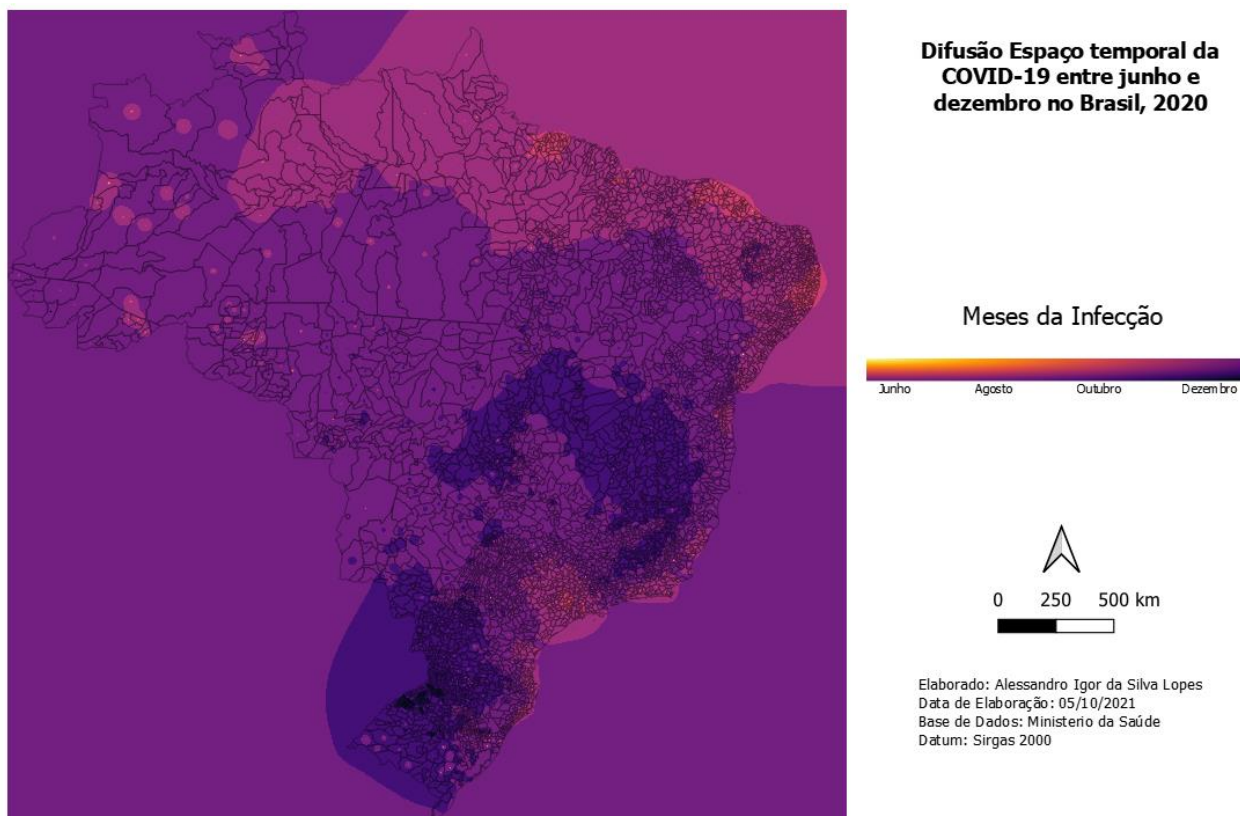 Difusão Espaço temporal da
COVID-19 entre junho e
dezembro no Brasil, 2020
Meses da Infecção
Junho Agosto Outubro Dezembro
0 250 500 km
Elaborado: Alessandro Igor da Silva Lopes
Data de Elaboração: 05/10/2021
Base de Dados: Ministerio da Saúde
Datum: Sirgas 2000